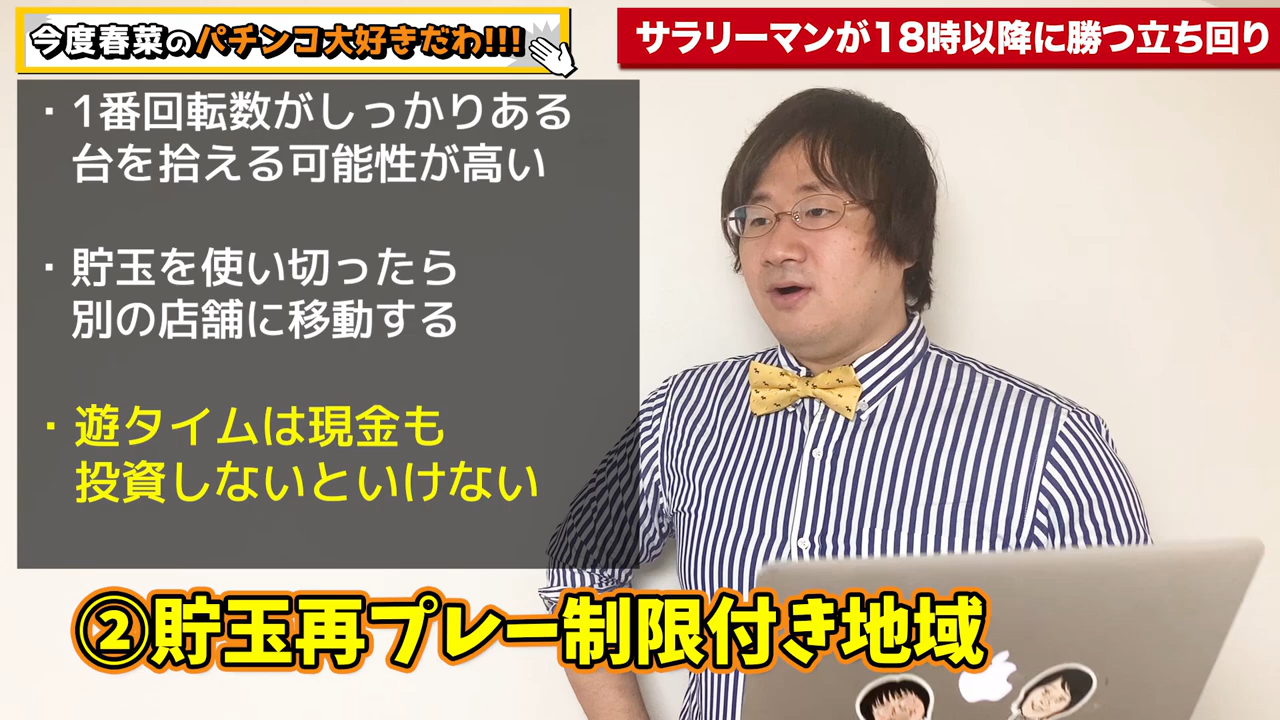 今度春菜のパチンコ大好きだわ!!!
サラリーマンが18時以降に勝つ立ち回り
・1番回転数がしっかりある
台を拾える可能性が高い
・貯玉を使い切ったら
別の店舗に移動する
・遊タイムは現金も
投資しないといけない
②貯玉再プレー制限付き地域